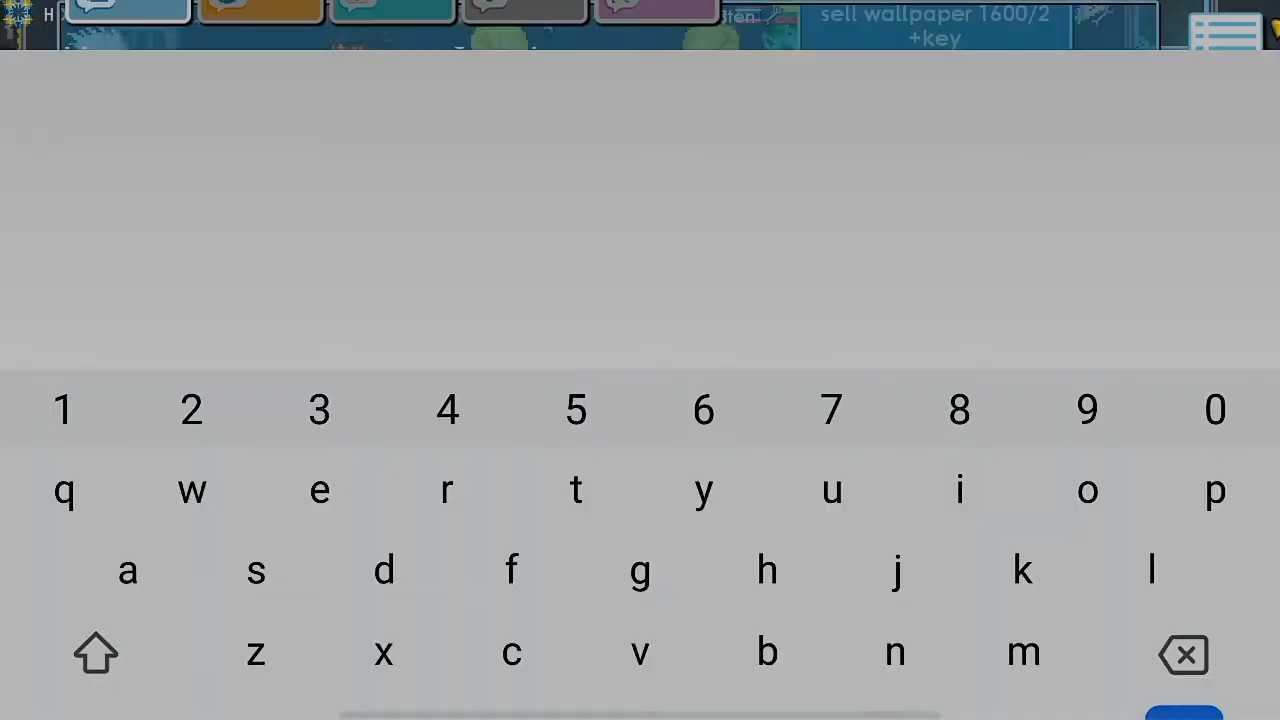 H
sell wallpaper 1600/2
+key
1 2 3 4 5 6 7 8 9 0
q w e r t y u i o p
a s d f g h j k l
z x c v b n m